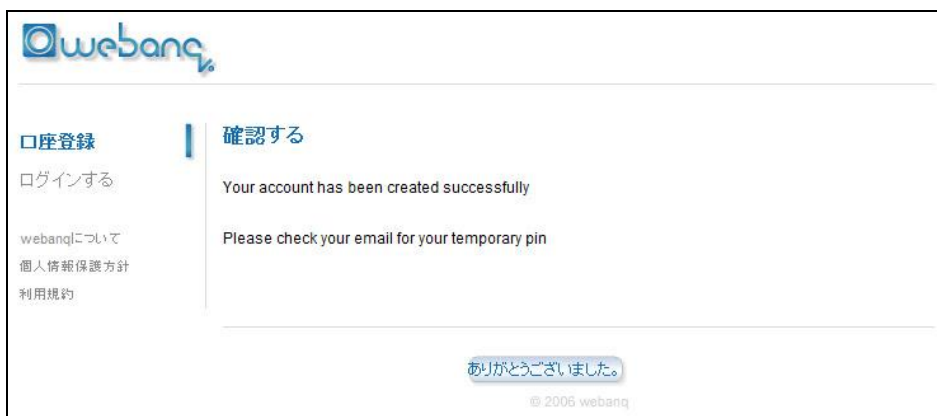 webanq
口座登録
ログインする
webanqについて
個人情報保護方針
利用規約
確認する
Your account has been created successfully
Please check your email for your temporary pin
ありがとうございました。
© 2006 webanq